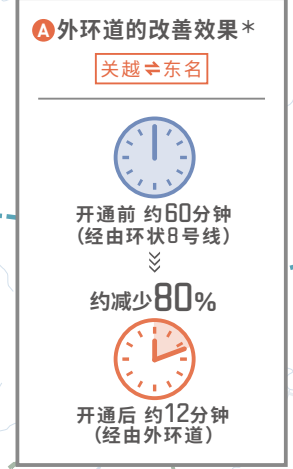 A 外环道的改善效果＊
关越⇌东名
开通前 约60分钟
（经由环状8号线）
约减少80%
开通后 约12分钟
（经由外环道）